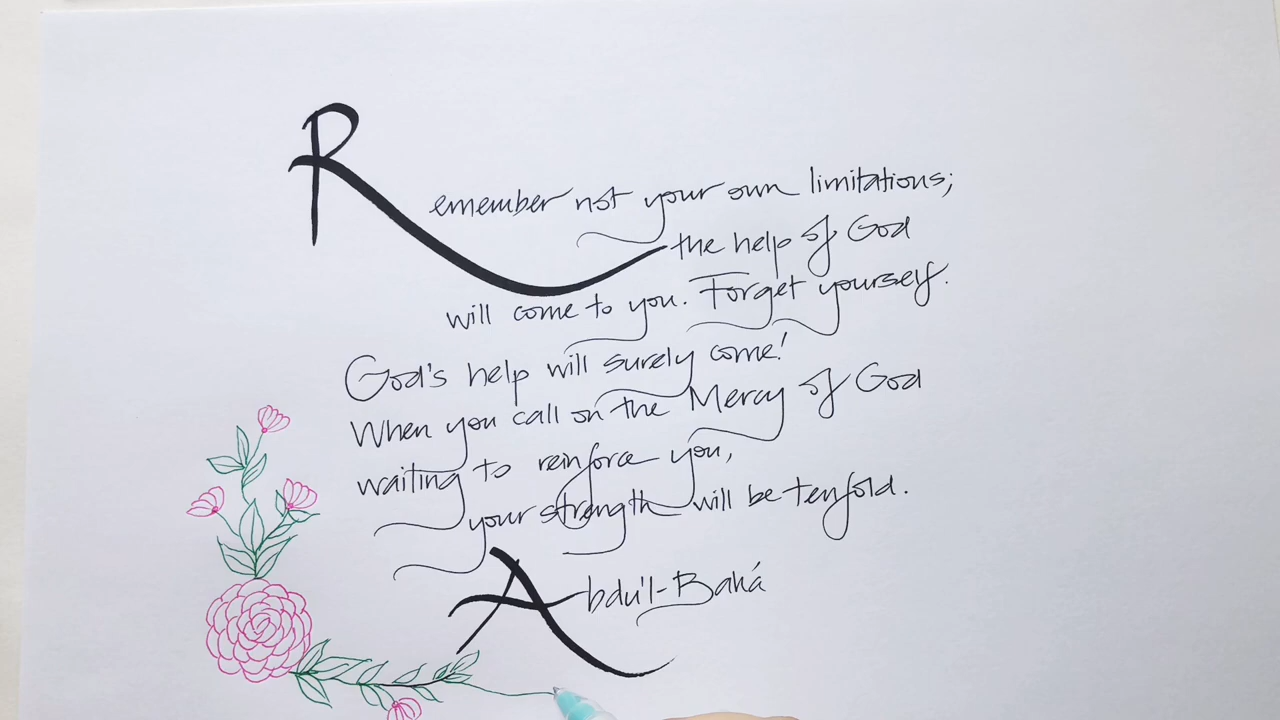 Remember not your own limitations;
the help of God
will come to you. Forget yourself.
God's help will surely come!
When you call on the Mercy of God
waiting to reinforce you,
your strength will be tenfold.
Abdu'l-Bahá